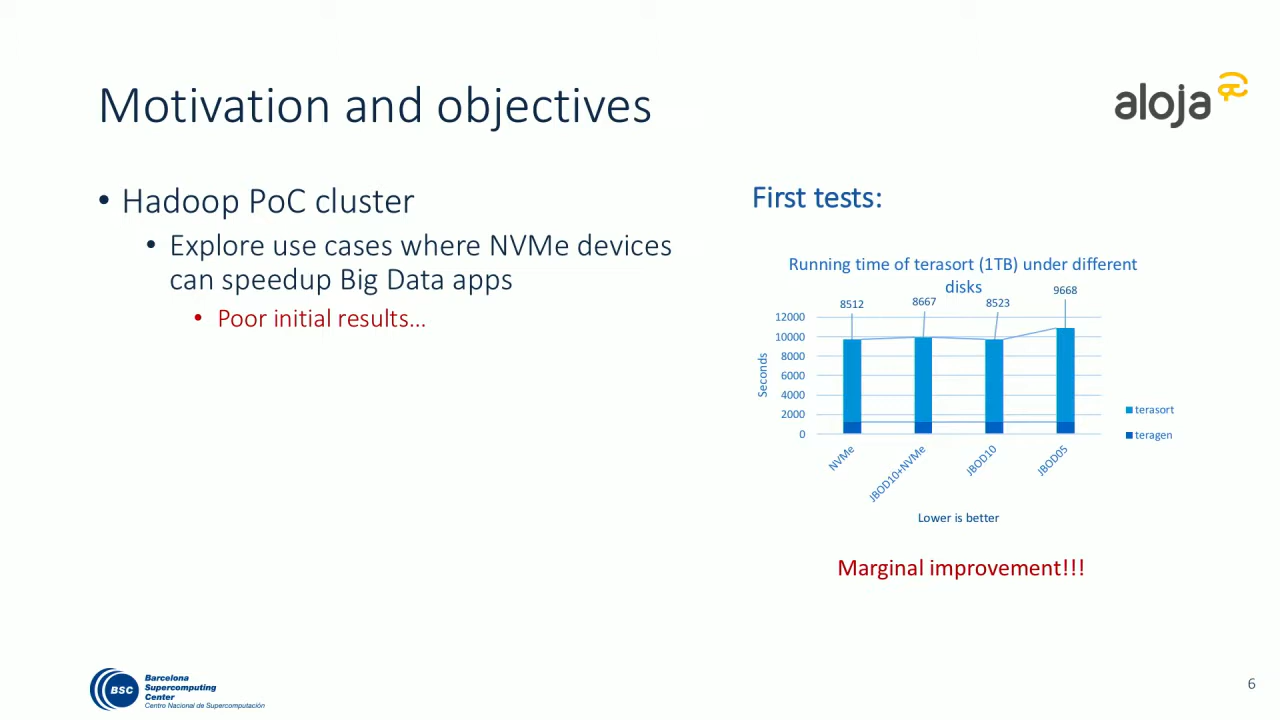 Motivation and objectives
aloja
• Hadoop PoC cluster
• Explore use cases where NVMe devices
can speedup Big Data apps
• Poor initial results...
First tests:
Running time of terasort (1TB) under different
disks
8512
8667
8523
9668
12000
10000
8000
6000
4000
2000
0
Seconds
NVMe
JBOD10+NVMe
JBOD10
JBOD05
terasort
teragen
Lower is better
Marginal improvement!!!
BSC
Barcelona
Supercomputing
Center
Centro Nacional de Supercomputación
6